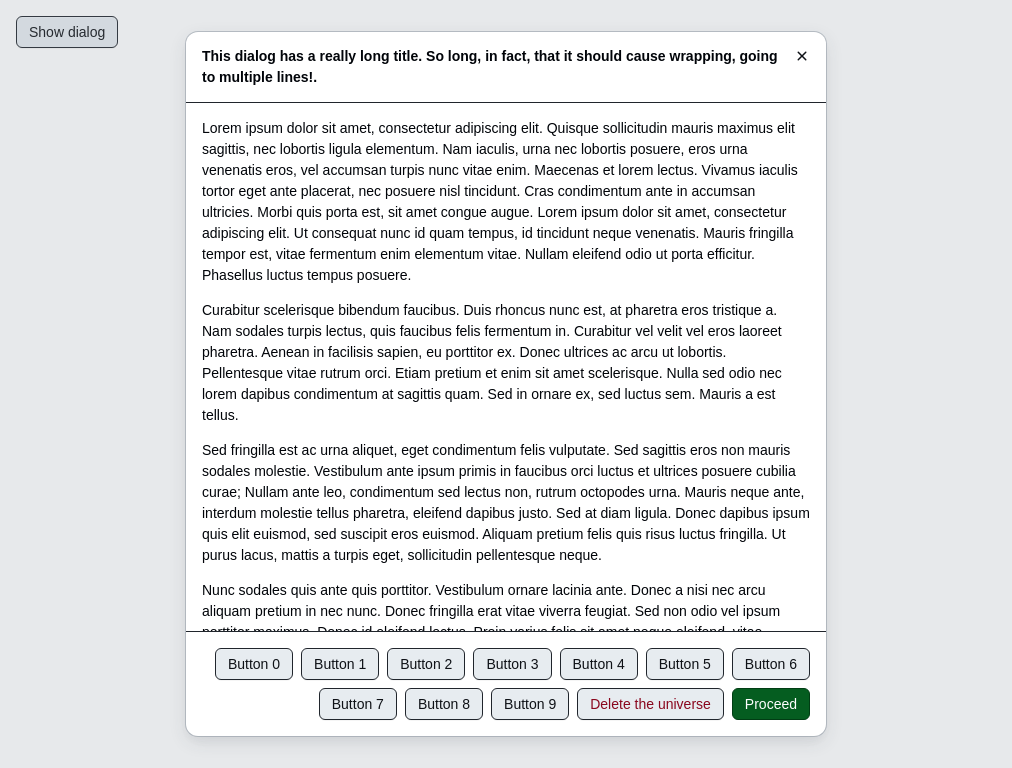 Show dialog
This dialog has a really long title. So long, in fact, that it should cause wrapping, going
to multiple lines!.
✕
Lorem ipsum dolor sit amet, consectetur adipiscing elit. Quisque sollicitudin mauris maximus elit
sagittis, nec lobortis ligula elementum. Nam iaculis, urna nec lobortis posuere, eros urna
venenatis eros, vel accumsan turpis nunc vitae enim. Maecenas et lorem lectus. Vivamus iaculis
tortor eget ante placerat, nec posuere nisl tincidunt. Cras condimentum ante in accumsan
ultricies. Morbi quis porta est, sit amet congue augue. Lorem ipsum dolor sit amet, consectetur
adipiscing elit. Ut consequat nunc id quam tempus, id tincidunt neque venenatis. Mauris fringilla
tempor est, vitae fermentum enim elementum vitae. Nullam eleifend odio ut porta efficitur.
Phasellus luctus tempus posuere.
Curabitur scelerisque bibendum faucibus. Duis rhoncus nunc est, at pharetra eros tristique a.
Nam sodales turpis lectus, quis faucibus felis fermentum in. Curabitur vel velit vel eros laoreet
pharetra. Aenean in facilisis sapien, eu porttitor ex. Donec ultrices ac arcu ut lobortis.
Pellentesque vitae rutrum orci. Etiam pretium et enim sit amet scelerisque. Nulla sed odio nec
lorem dapibus condimentum at sagittis quam. Sed in ornare ex, sed luctus sem. Mauris a est
tellus.
Sed fringilla est ac urna aliquet, eget condimentum felis vulputate. Sed sagittis eros non mauris
sodales molestie. Vestibulum ante ipsum primis in faucibus orci luctus et ultrices posuere cubilia
curae; Nullam ante leo, condimentum sed lectus non, rutrum octopodes urna. Mauris neque ante,
interdum molestie tellus pharetra, eleifend dapibus justo. Sed at diam ligula. Donec dapibus ipsum
quis elit euismod, sed suscipit eros euismod. Aliquam pretium felis quis risus luctus fringilla. Ut
purus lacus, mattis a turpis eget, sollicitudin pellentesque neque.
Nunc sodales quis ante quis porttitor. Vestibulum ornare lacinia ante. Donec a nisi nec arcu
aliquam pretium in nec nunc. Donec fringilla erat vitae viverra feugiat. Sed non odio vel ipsum
porttitor maximus. Donec id eleifend lectus. Proin varius felis sit amet neque eleifend, vitae
Button 0 Button 1 Button 2 Button 3 Button 4 Button 5 Button 6
Button 7 Button 8 Button 9 Delete the universe Proceed